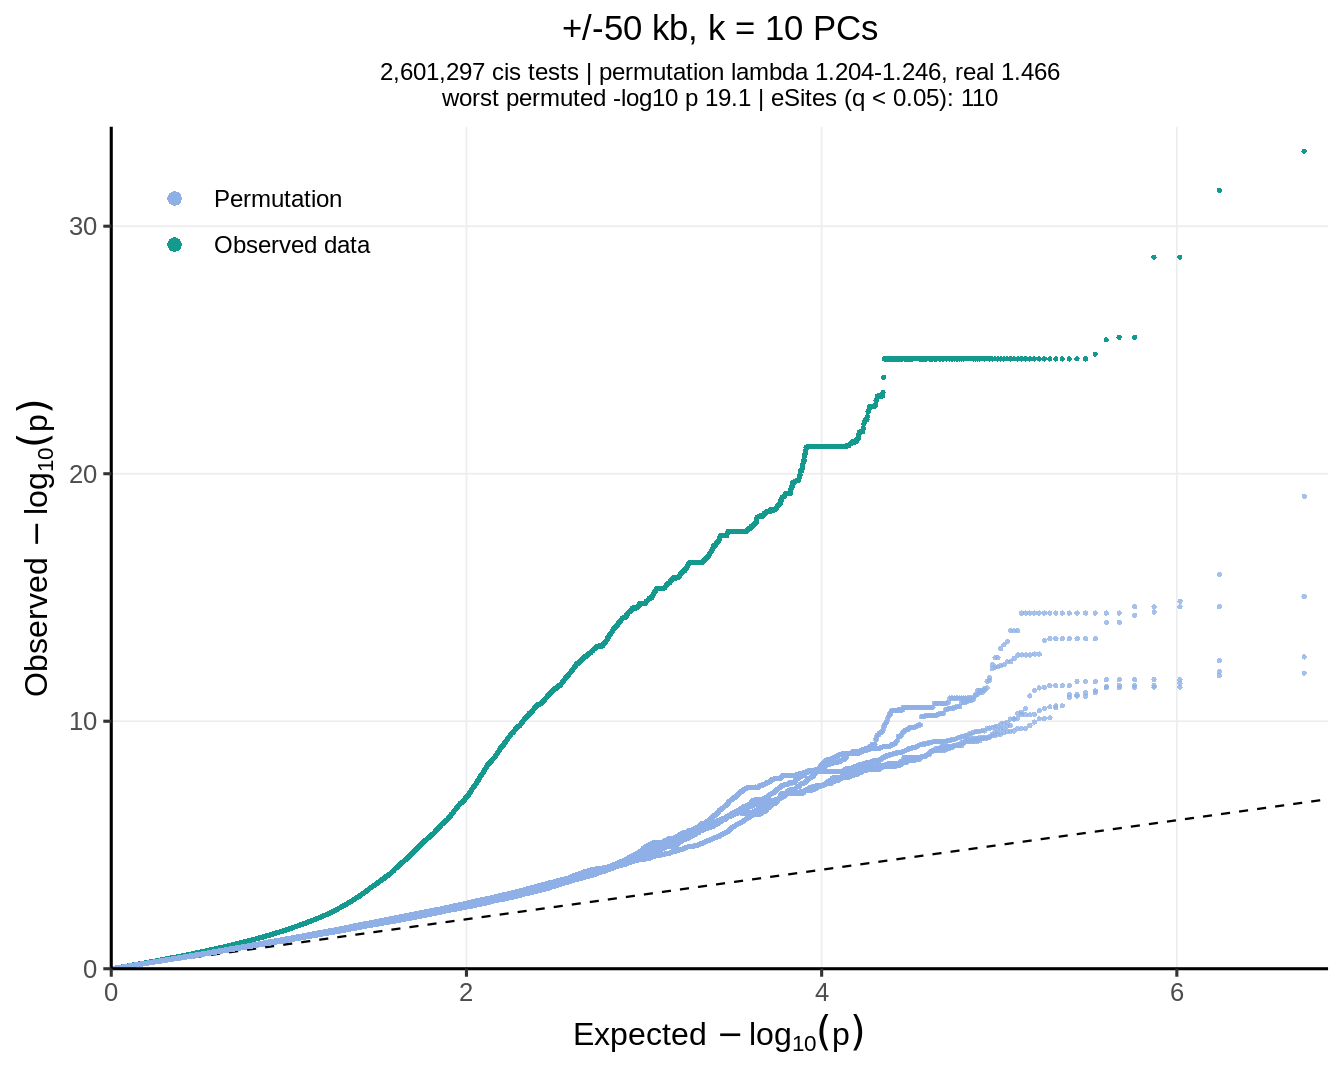 +/-50 kb, k = 10 PCs
2,601,297 cis tests | permutation lambda 1.204-1.246, real 1.466
worst permuted -log10 p 19.1 | eSites (q < 0.05): 110
Permutation
Observed data
30
20
10
0
0 2 4 6
Observed −log10(p)
Expected −log10(p)